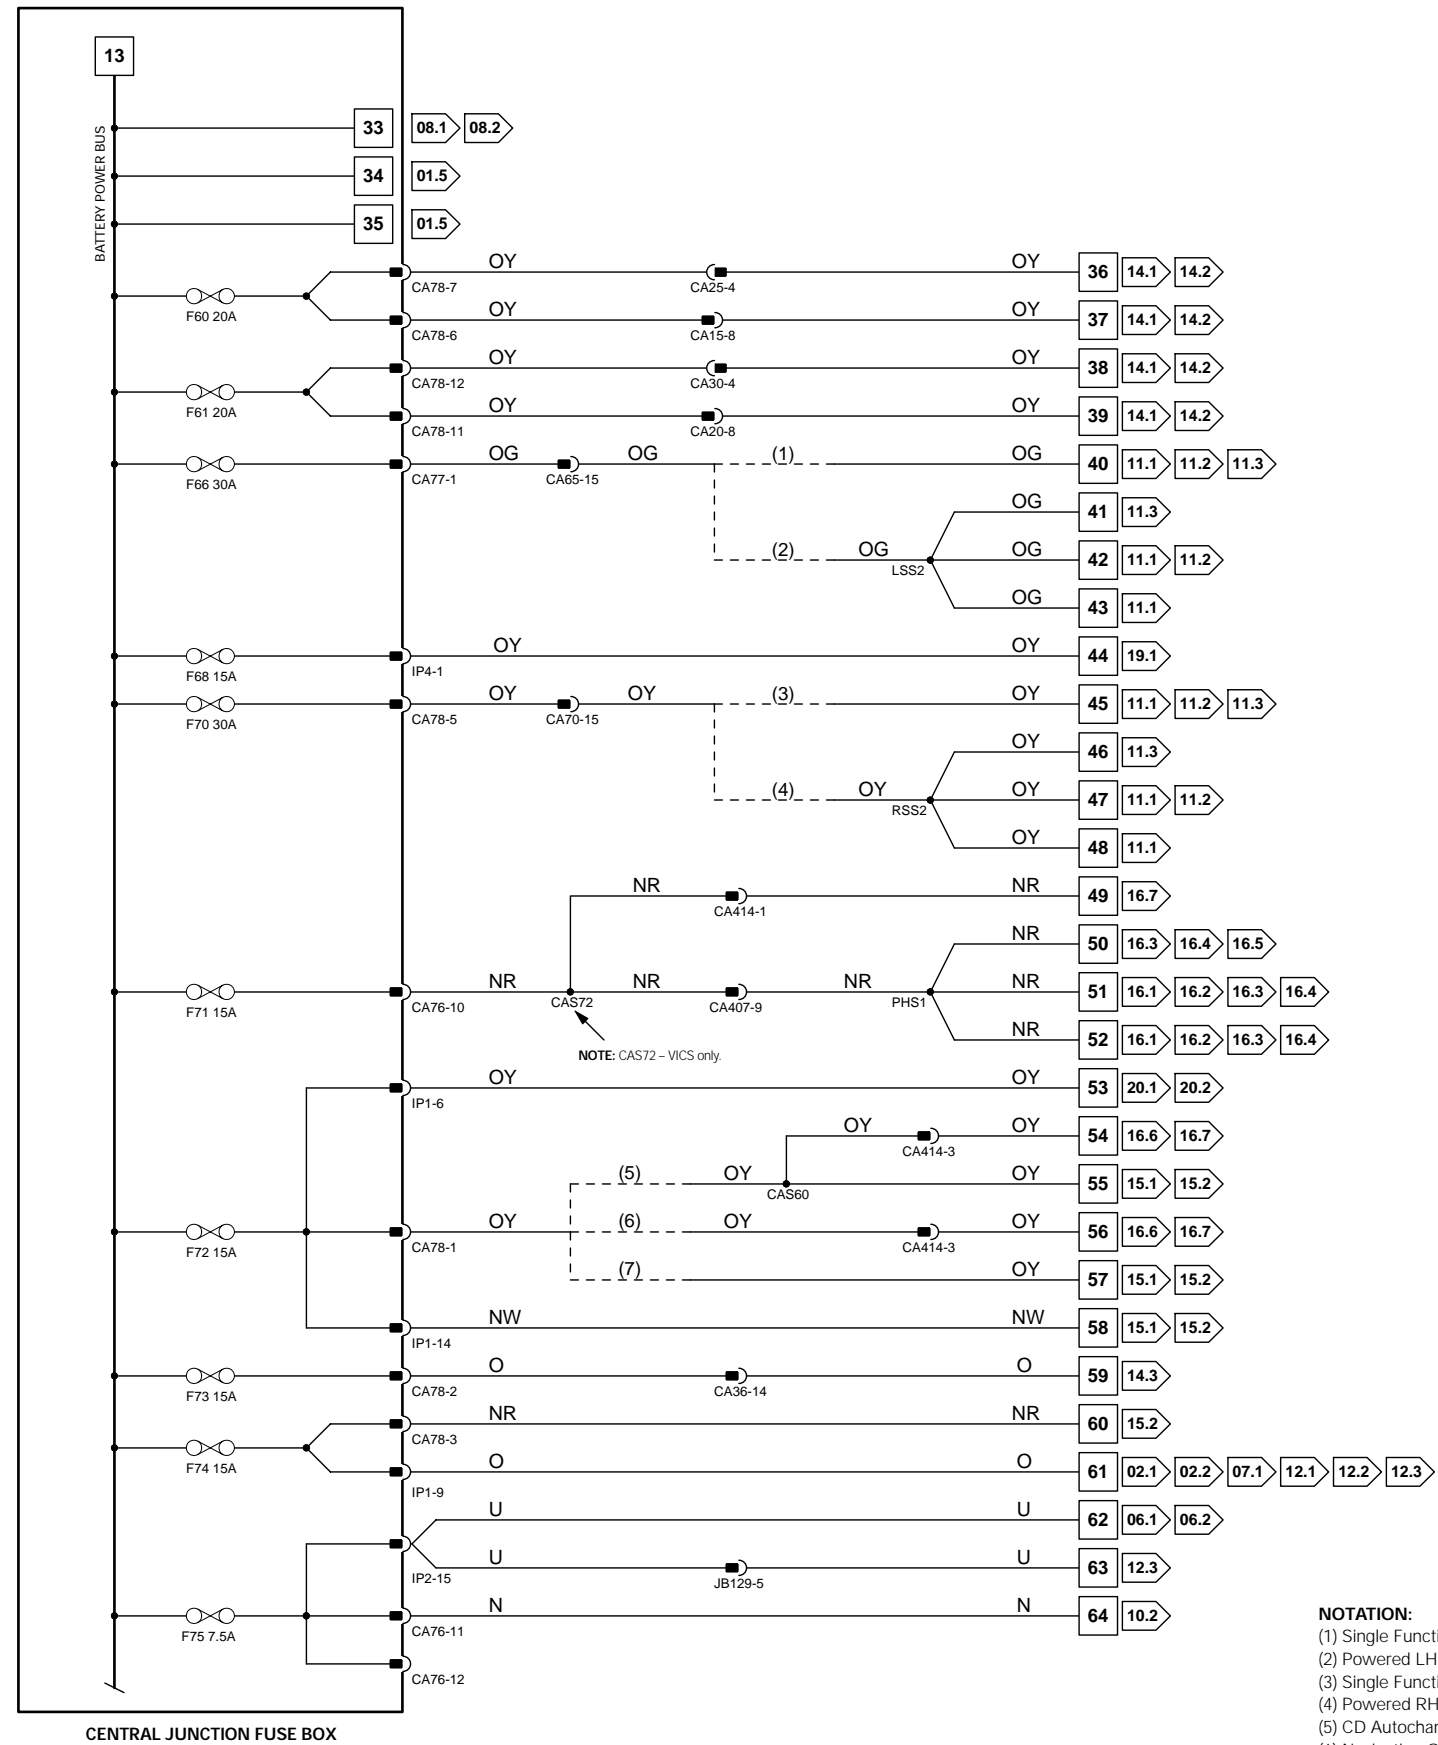 13
BATTERY POWER BUS
33 08.1 08.2
34 01.5
35 01.5
OY OY
36 14.1 14.2
CA78-7 CA25-4
F60 20A
OY OY
37 14.1 14.2
CA78-6 CA15-8
OY OY
38 14.1 14.2
CA78-12 CA30-4
F61 20A
OY OY
39 14.1 14.2
CA78-11 CA20-8
OG OG (1) OG
40 11.1 11.2 11.3
F66 30A CA77-1 CA65-15
OG
41 11.3
(2) OG OG
42 11.1 11.2
LSS2
OG
43 11.1
OY OY
44 19.1
F68 15A IP4-1
OY OY (3) OY
45 11.1 11.2 11.3
F70 30A CA78-5 CA70-15
OY
46 11.3
(4) OY OY
47 11.1 11.2
RSS2
OY
48 11.1
NR NR
49 16.7
CA414-1
NR
50 16.3 16.4 16.5
NR NR NR NR
51 16.1 16.2 16.3 16.4
F71 15A CA76-10 CAS72 CA407-9 PHS1
NR
52 16.1 16.2 16.3 16.4
NOTE: CAS72 – VICS only.
OY OY
53 20.1 20.2
IP1-6
OY OY
54 16.6 16.7
CA414-3
(5) OY OY
55 15.1 15.2
CAS60
OY (6) OY OY
56 16.6 16.7
F72 15A CA78-1 CA414-3
(7) OY
57 15.1 15.2
NW NW
58 15.1 15.2
IP1-14
O O
59 14.3
F73 15A CA78-2 CA36-14
NR NR
60 15.2
CA78-3
F74 15A
O O
61 02.1 02.2 07.1 12.1 12.2 12.3
IP1-9
U U
62 06.1 06.2
U U
63 12.3
IP2-15 JB129-5
N N
64 10.2
F75 7.5A CA76-11
CA76-12
CENTRAL JUNCTION FUSE BOX
NOTATION:
(1) Single Functi
(2) Powered LH
(3) Single Functi
(4) Powered RH
(5) CD Autochar